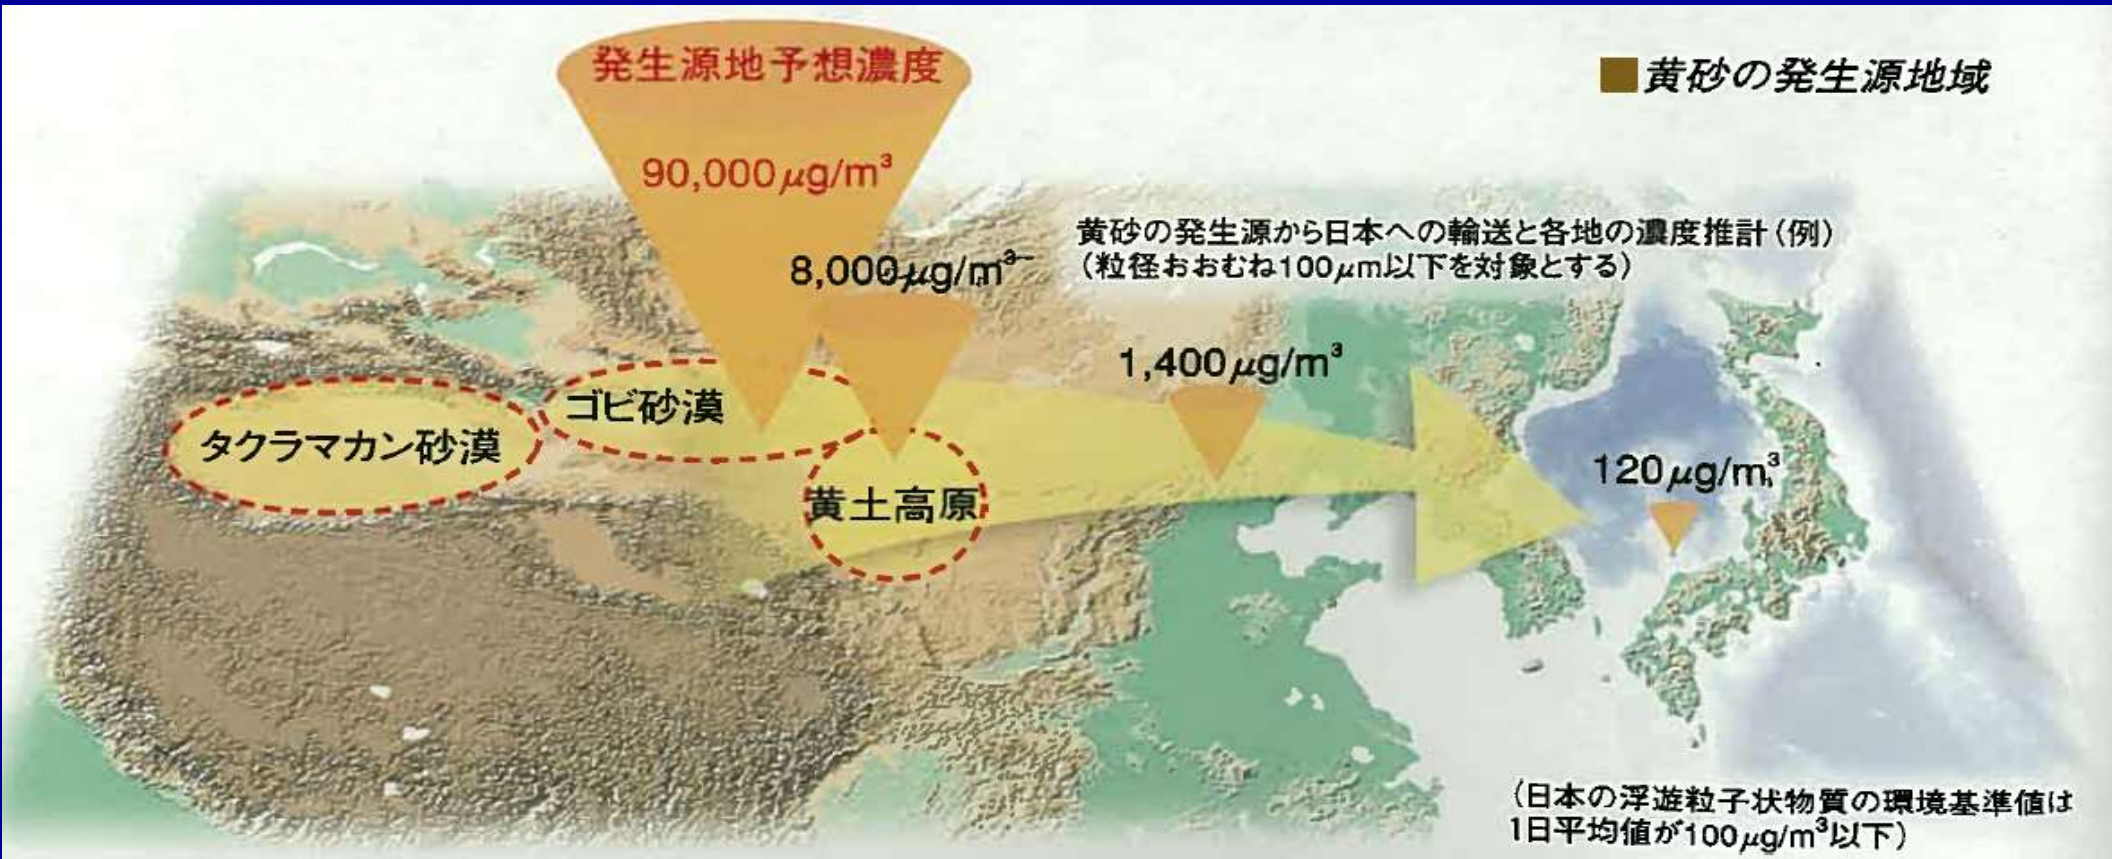 発生源地予想濃度
90,000μg/m³
■黄砂の発生源地域
黄砂の発生源から日本への輸送と各地の濃度推計(例)
(粒径おおむね100μm以下を対象とする)
8,000μg/m³
1,400μg/m³
ゴビ砂漠
タクラマカン砂漠
黄土高原
120μg/m³
(日本の浮遊粒子状物質の環境基準値は
1日平均値が100μg/m³以下)